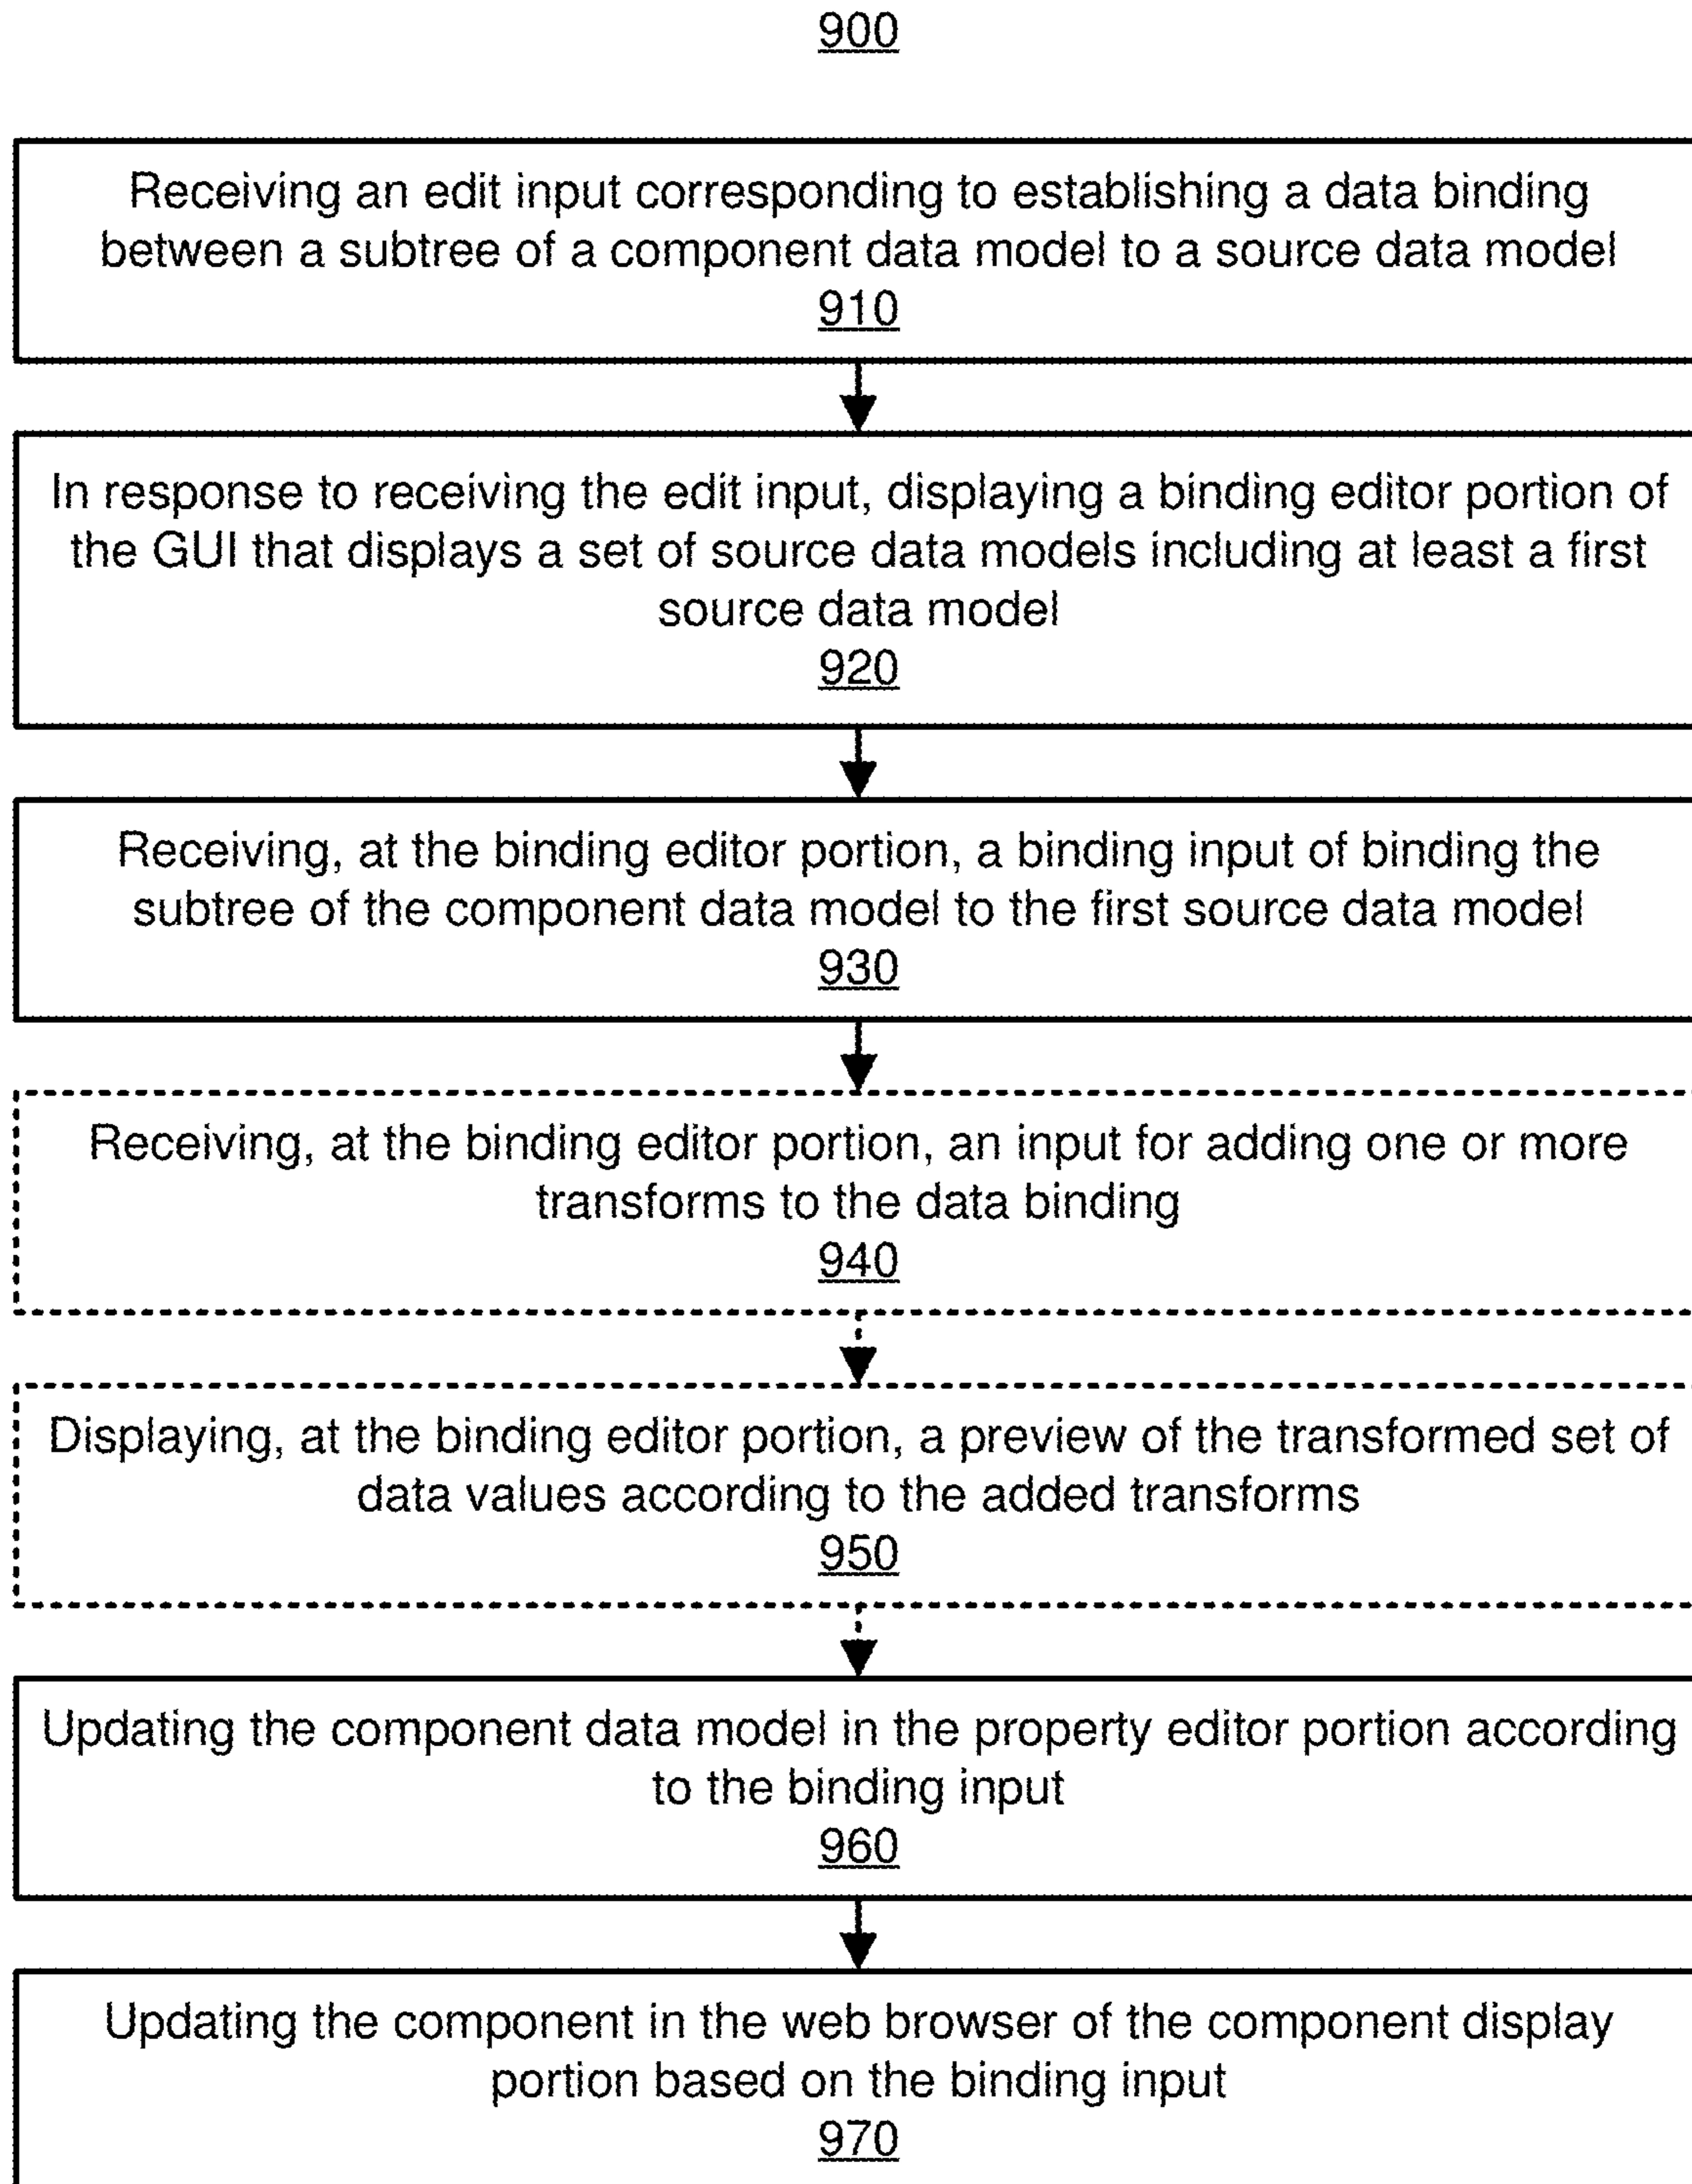 900
Receiving an edit input corresponding to establishing a data binding
between a subtree of a component data model to a source data model
910
In response to receiving the edit input, displaying a binding editor portion of
the GUI that displays a set of source data models including at least a first
source data model
920
Receiving, at the binding editor portion, a binding input of binding the
subtree of the component data model to the first source data model
930
Receiving, at the binding editor portion, an input for adding one or more
transforms to the data binding
940
Displaying, at the binding editor portion, a preview of the transformed set of
data values according to the added transforms
950
Updating the component data model in the property editor portion according
to the binding input
960
Updating the component in the web browser of the component display
portion based on the binding input
970